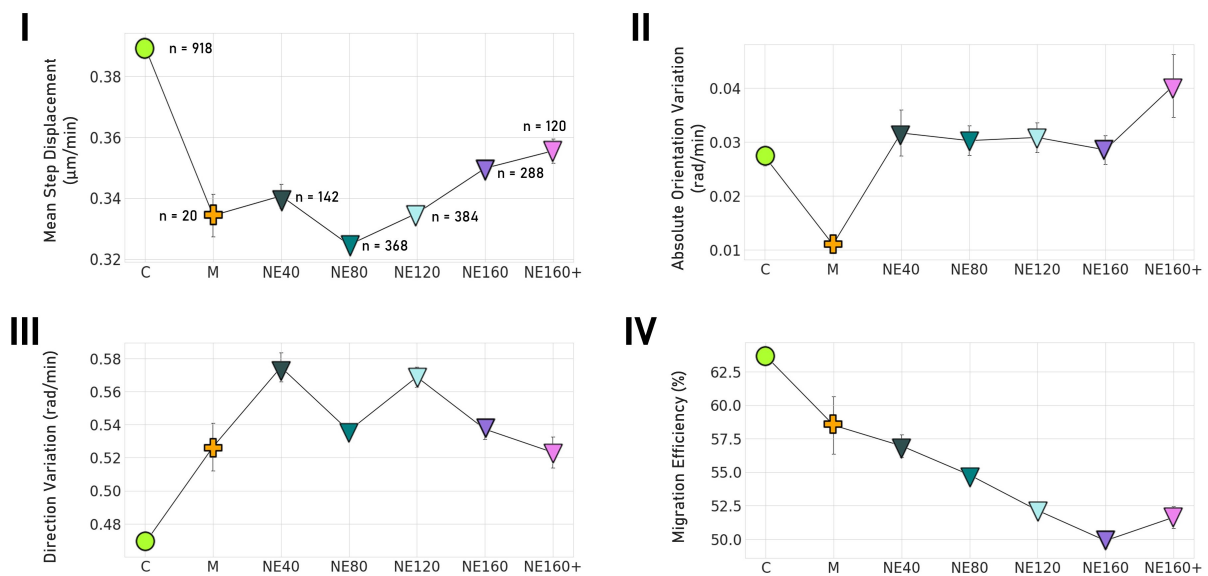 I
Mean Step Displacement
(μm/min)
0.38
0.36
0.34
0.32
n = 918
n = 20
n = 142
n = 368
n = 384
n = 288
n = 120
C M NE40 NE80 NE120 NE160 NE160+
II
Absolute Orientation Variation
(rad/min)
0.04
0.03
0.02
0.01
C M NE40 NE80 NE120 NE160 NE160+
III
Direction Variation (rad/min)
0.58
0.56
0.54
0.52
0.50
0.48
C M NE40 NE80 NE120 NE160 NE160+
IV
Migration Efficiency (%)
62.5
60.0
57.5
55.0
52.5
50.0
C M NE40 NE80 NE120 NE160 NE160+